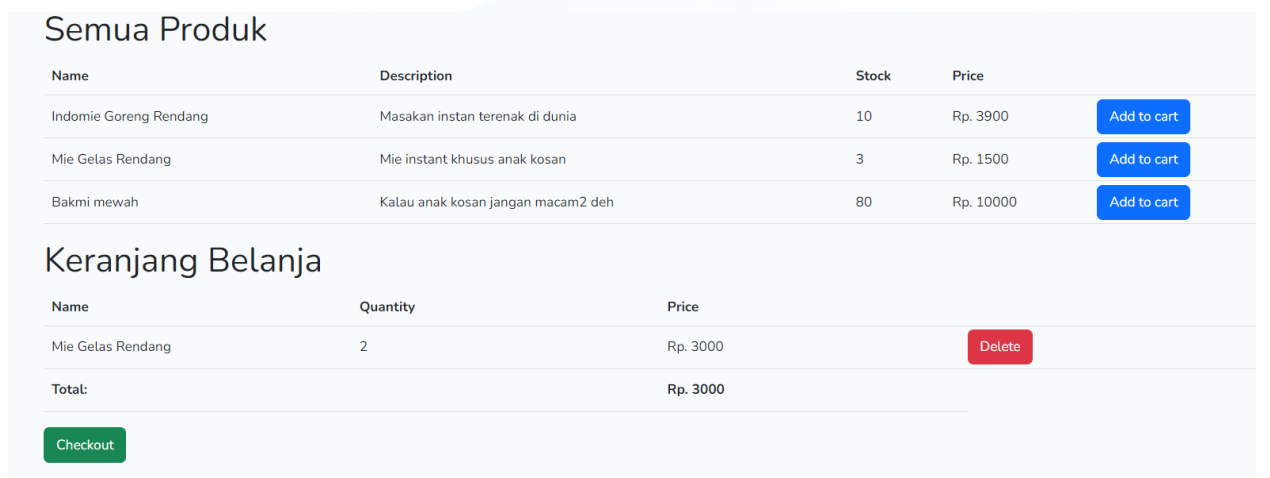 Semua Produk
Name Description Stock Price
Indomie Goreng Rendang Masakan instan terenak di dunia 10 Rp. 3900 Add to cart
Mie Gelas Rendang Mie instant khusus anak kosan 3 Rp. 1500 Add to cart
Bakmi mewah Kalau anak kosan jangan macam2 deh 80 Rp. 10000 Add to cart
Keranjang Belanja
Name Quantity Price
Mie Gelas Rendang 2 Rp. 3000 Delete
Total: Rp. 3000
Checkout